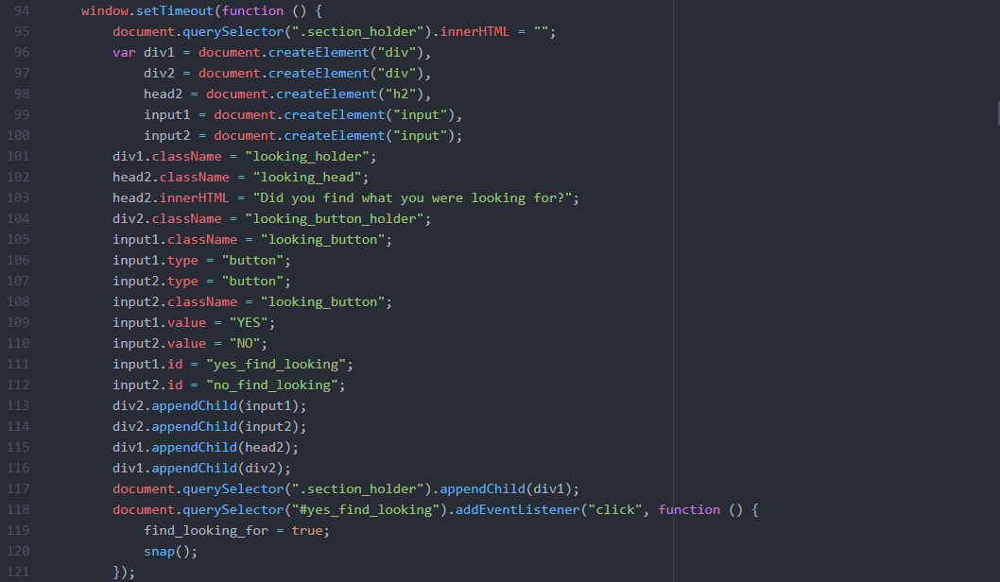 94 window.setTimeout(function () {
95 document.querySelector(".section_holder").innerHTML = "";
96 var div1 = document.createElement("div"),
97 div2 = document.createElement("div"),
98 head2 = document.createElement("h2"),
99 input1 = document.createElement("input"),
100 input2 = document.createElement("input");
101 div1.className = "looking_holder";
102 head2.className = "looking_head";
103 head2.innerHTML = "Did you find what you were looking for?";
104 div2.className = "looking_button_holder";
105 input1.className = "looking_button";
106 input1.type = "button";
107 input2.type = "button";
108 input2.className = "looking_button";
109 input1.value = "YES";
110 input2.value = "NO";
111 input1.id = "yes_find_looking";
112 input2.id = "no_find_looking";
113 div2.appendChild(input1);
114 div2.appendChild(input2);
115 div1.appendChild(head2);
116 div1.appendChild(div2);
117 document.querySelector(".section_holder").appendChild(div1);
118 document.querySelector("#yes_find_looking").addEventListener("click", function () {
119 find_looking_for = true;
120 snap();
121 });